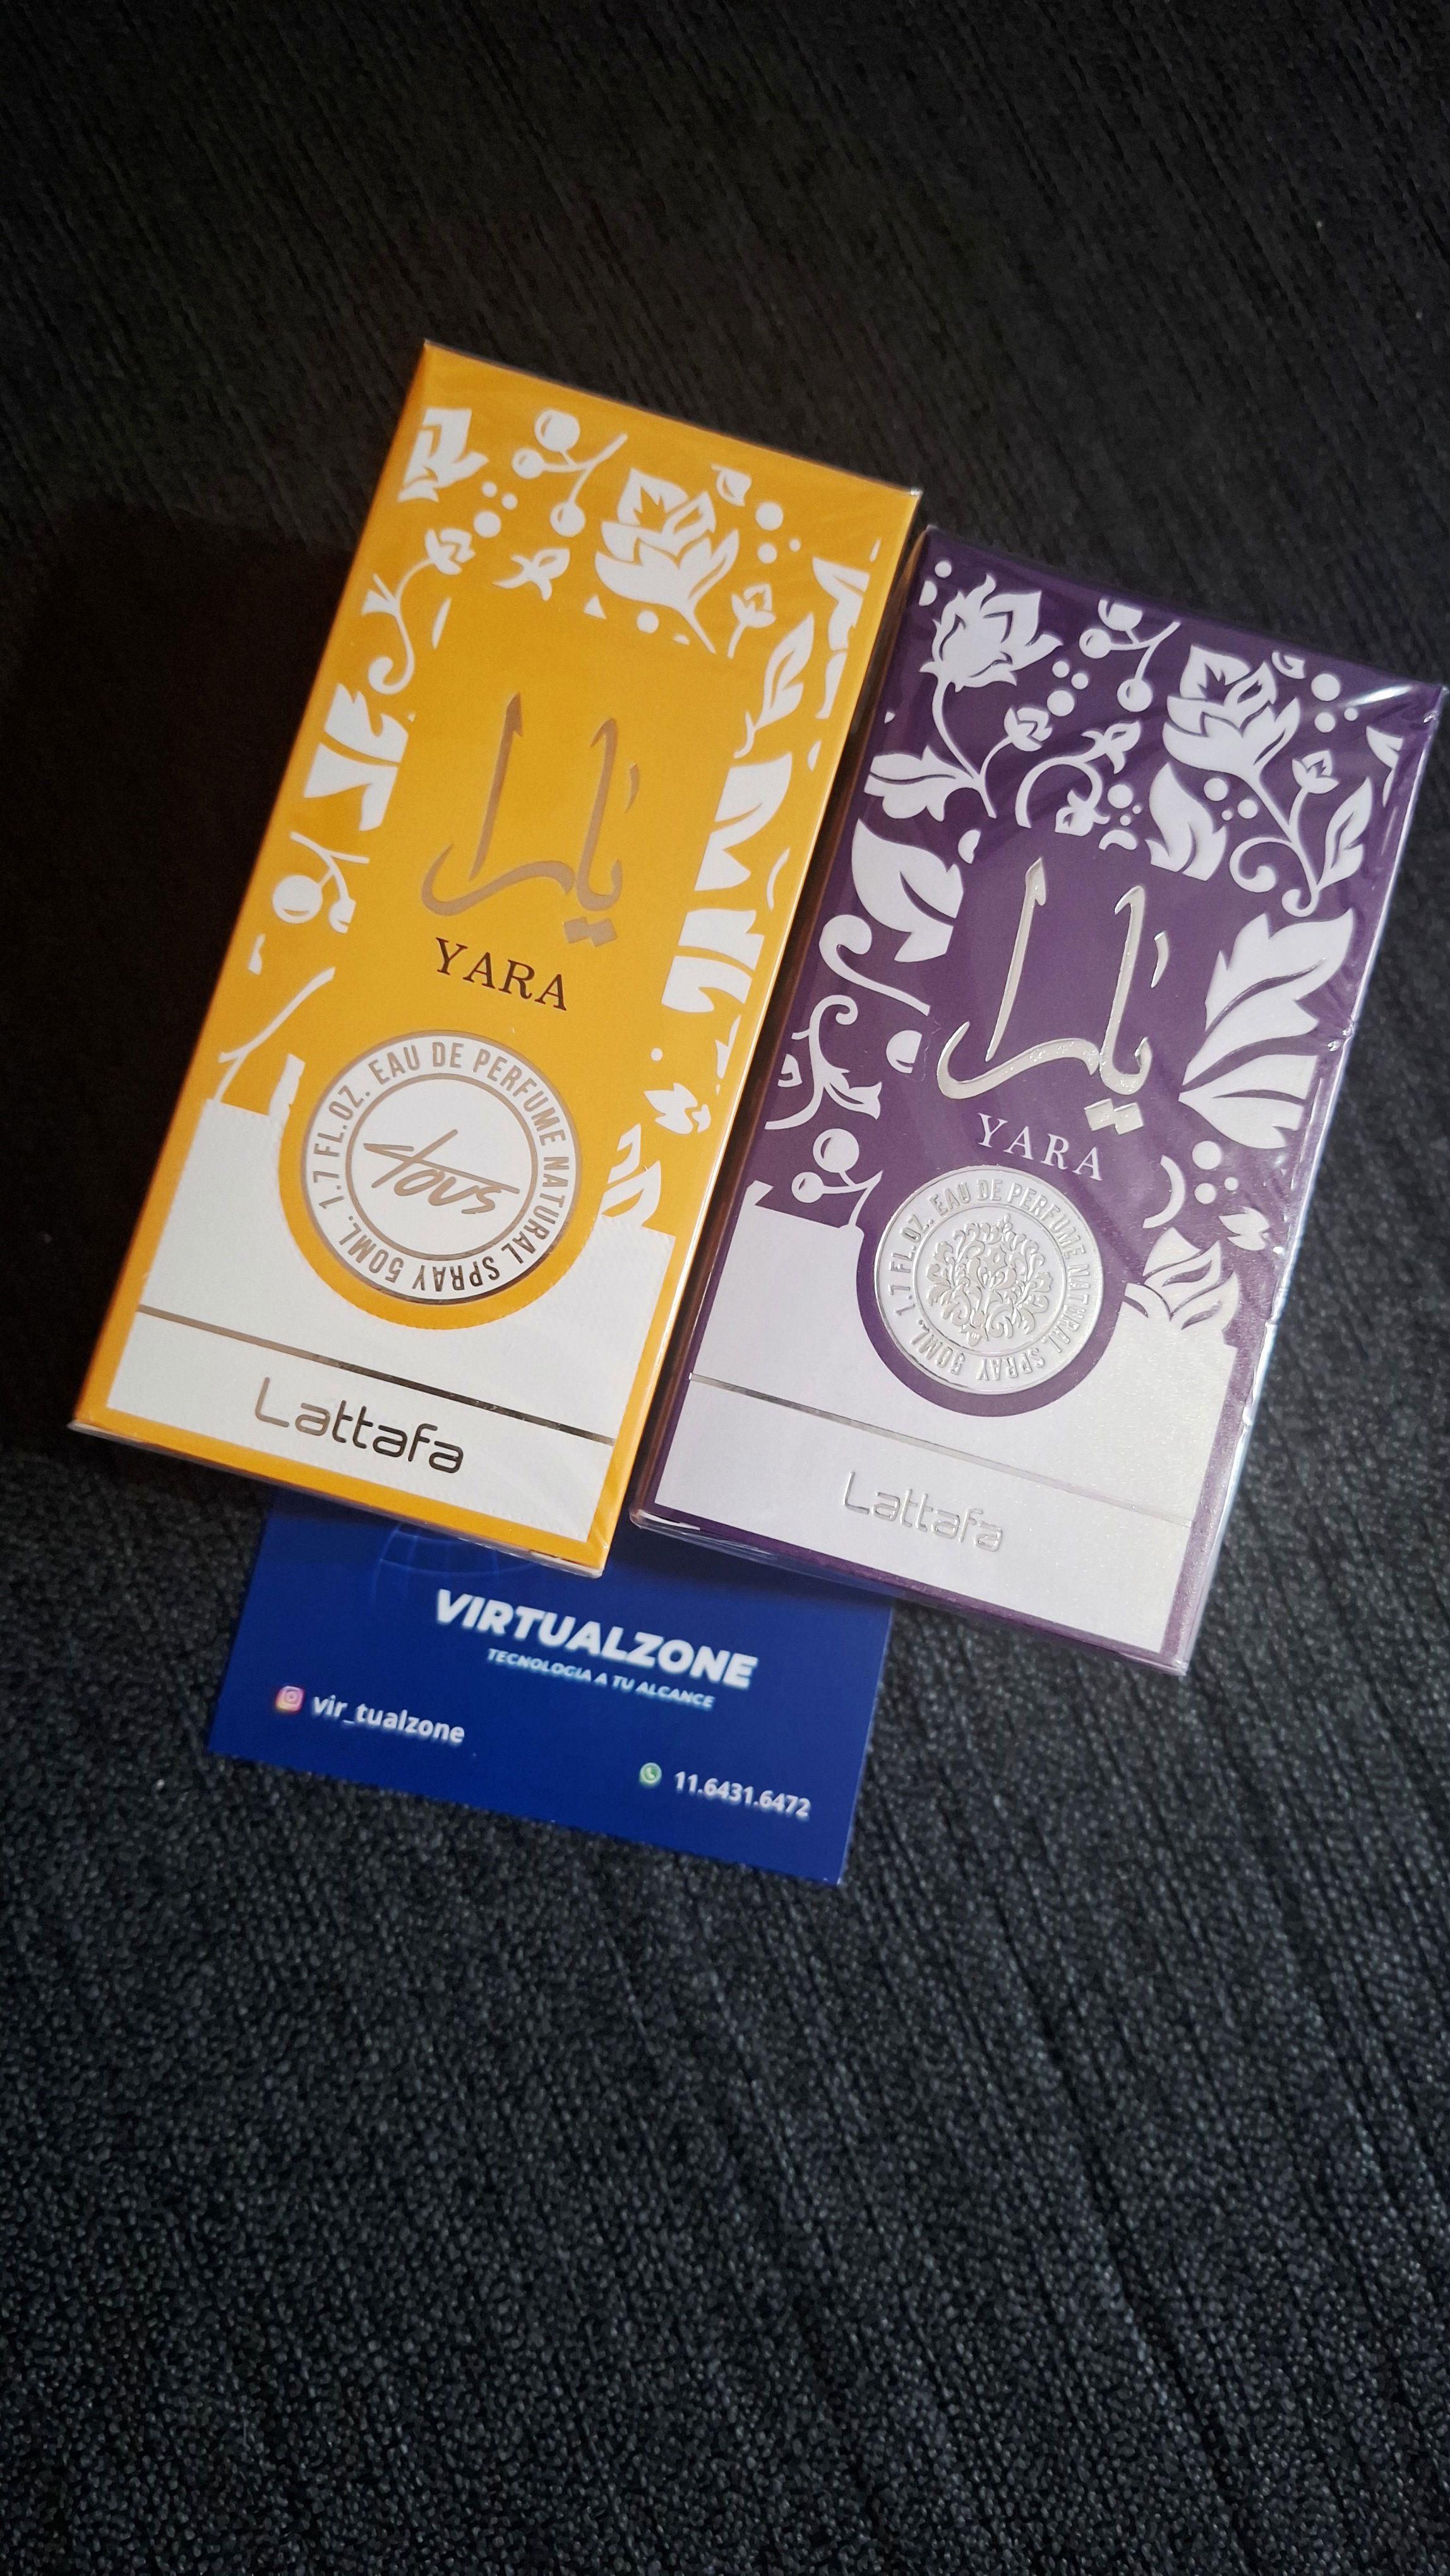 يارا
YARA
1.7 FL.OZ. EAU DE PERFUME NATURAL SPRAY 50ML.
tous
Lattafa
يارا
YARA
1.7 FL.OZ. EAU DE PERFUME NATURAL SPRAY 50ML.
Lattafa
VIRTUALZONE
TECNOLOGIA A TU ALCANCE
vir_tualzone
11.6431.6472